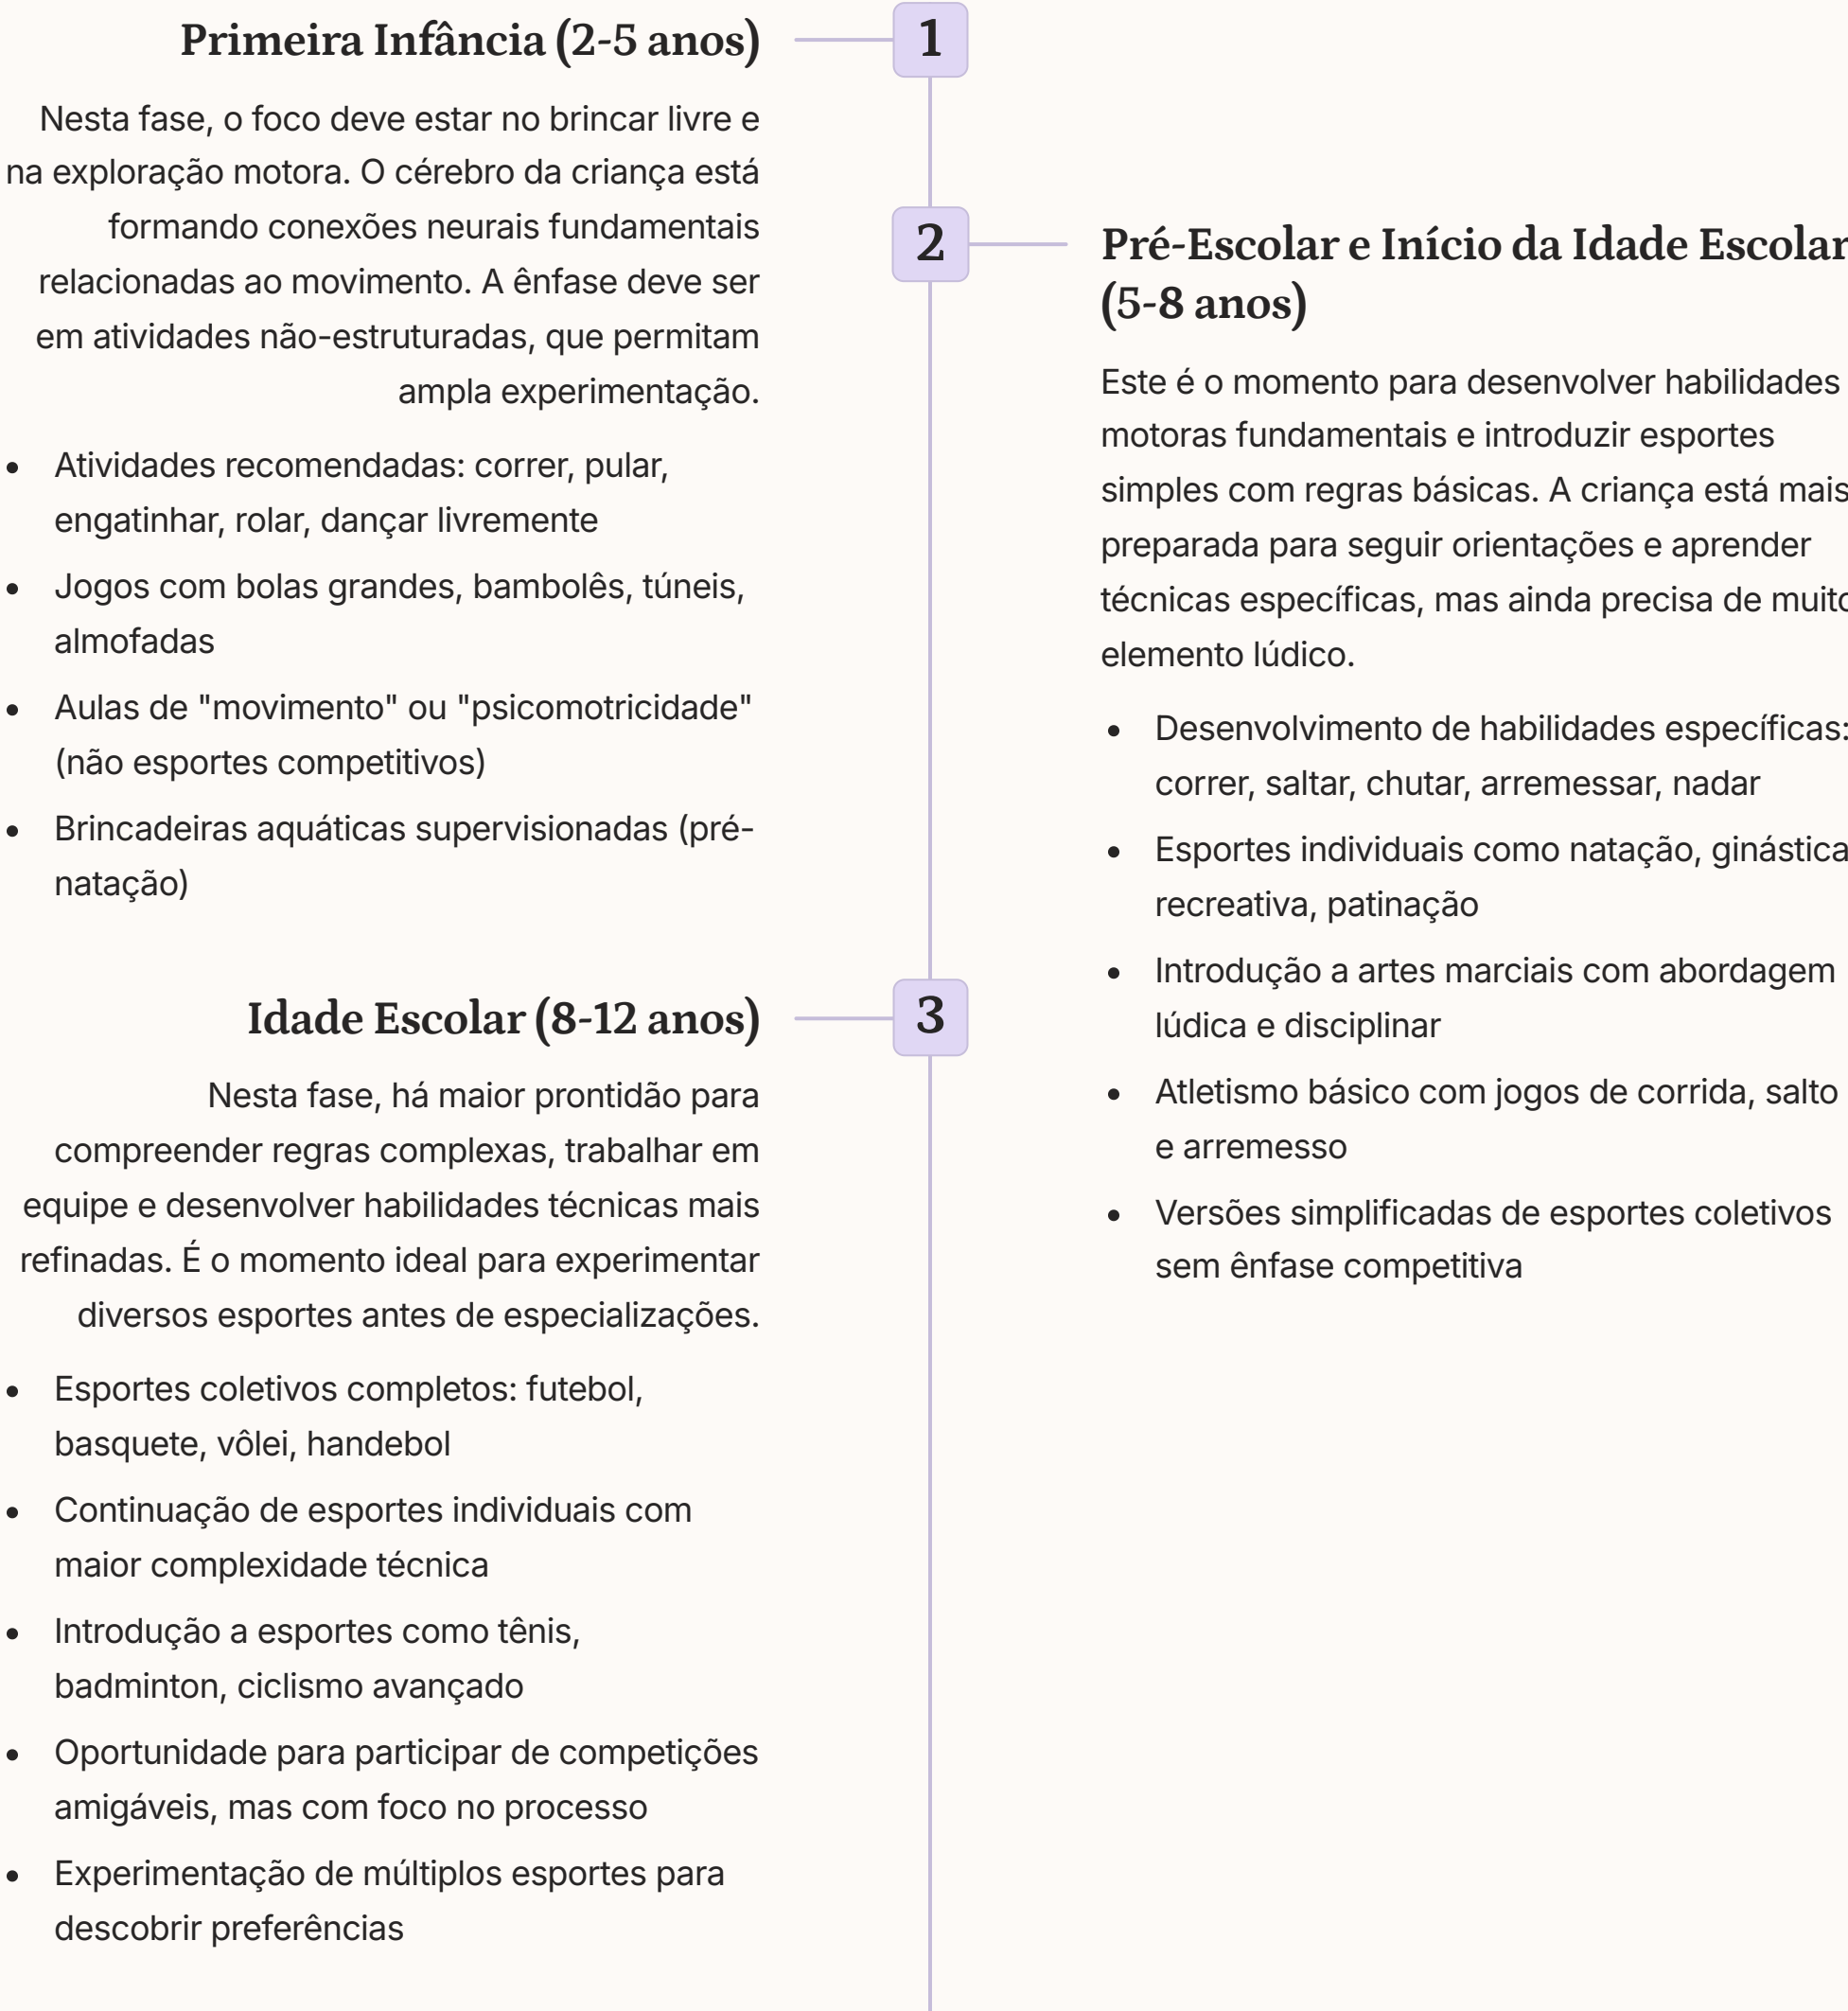 Primeira Infância (2-5 anos)
1
Nesta fase, o foco deve estar no brincar livre e
na exploração motora. O cérebro da criança está
formando conexões neurais fundamentais
relacionadas ao movimento. A ênfase deve ser
em atividades não-estruturadas, que permitam
ampla experimentação.
• Atividades recomendadas: correr, pular,
engatinhar, rolar, dançar livremente
• Jogos com bolas grandes, bambolês, túneis,
almofadas
• Aulas de "movimento" ou "psicomotricidade"
(não esportes competitivos)
• Brincadeiras aquáticas supervisionadas (pré-
natação)
2
Pré-Escolar e Início da Idade Escolar
(5-8 anos)
Este é o momento para desenvolver habilidades
motoras fundamentais e introduzir esportes
simples com regras básicas. A criança está mais
preparada para seguir orientações e aprender
técnicas específicas, mas ainda precisa de muito
elemento lúdico.
• Desenvolvimento de habilidades específicas:
correr, saltar, chutar, arremessar, nadar
• Esportes individuais como natação, ginástica
recreativa, patinação
• Introdução a artes marciais com abordagem
lúdica e disciplinar
• Atletismo básico com jogos de corrida, salto
e arremesso
• Versões simplificadas de esportes coletivos
sem ênfase competitiva
Idade Escolar (8-12 anos)
3
Nesta fase, há maior prontidão para
compreender regras complexas, trabalhar em
equipe e desenvolver habilidades técnicas mais
refinadas. É o momento ideal para experimentar
diversos esportes antes de especializações.
• Esportes coletivos completos: futebol,
basquete, vôlei, handebol
• Continuação de esportes individuais com
maior complexidade técnica
• Introdução a esportes como tênis,
badminton, ciclismo avançado
• Oportunidade para participar de competições
amigáveis, mas com foco no processo
• Experimentação de múltiplos esportes para
descobrir preferências